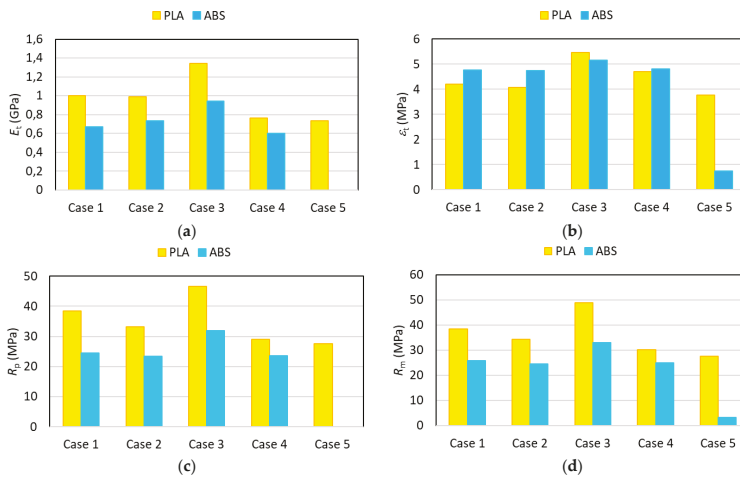 PLA ABS
1,6
1,4
1,2
1
0,8
0,6
0,4
0,2
0
Et (GPa)
Case 1 Case 2 Case 3 Case 4 Case 5
(a)
PLA ABS
6
5
4
3
2
1
0
εt (MPa)
Case 1 Case 2 Case 3 Case 4 Case 5
(b)
PLA ABS
50
40
30
20
10
0
Rp (MPa)
Case 1 Case 2 Case 3 Case 4 Case 5
(c)
PLA ABS
60
50
40
30
20
10
0
Rm (MPa)
Case 1 Case 2 Case 3 Case 4 Case 5
(d)